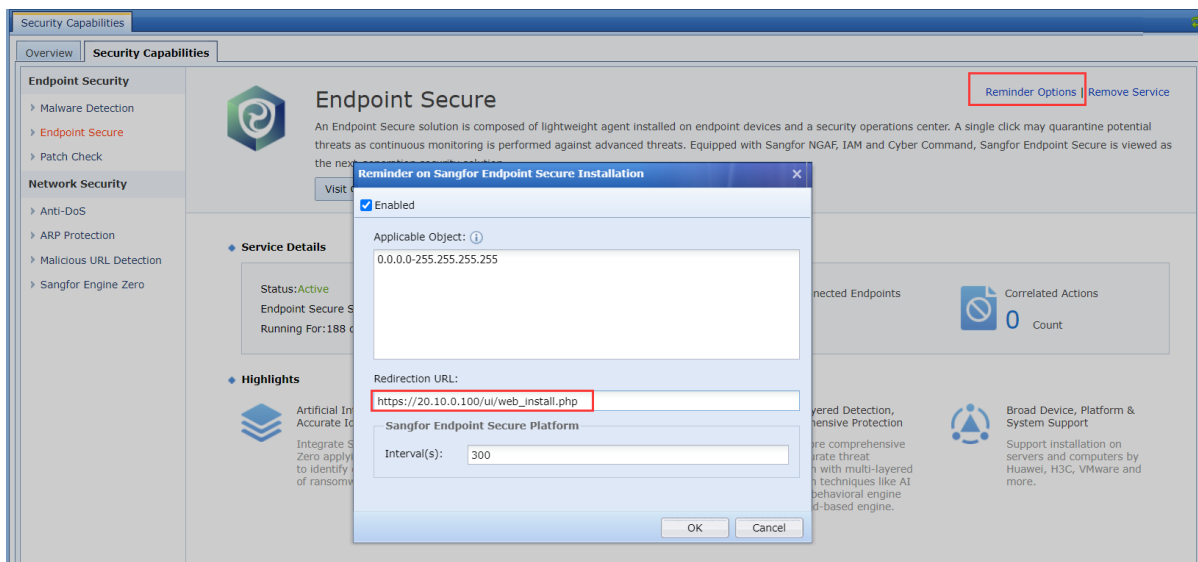 Security Capabilities
Overview
Security Capabilities
Endpoint Security
Malware Detection
Endpoint Secure
Patch Check
Network Security
Anti-DoS
ARP Protection
Malicious URL Detection
Sangfor Engine Zero
Reminder Options | Remove Service
Endpoint Secure
An Endpoint Secure solution is composed of lightweight agent installed on endpoint devices and a security operations center. A single click may quarantine potential
threats as continuous monitoring is performed against advanced threats. Equipped with Sangfor NGAF, IAM and Cyber Command, Sangfor Endpoint Secure is viewed as
the
Visit
Reminder on Sangfor Endpoint Secure Installation
Enabled
Applicable Object:
0.0.0.0-255.255.255.255
Redirection URL:
https://20.10.0.100/ui/web_install.php
Sangfor Endpoint Secure Platform
Interval(s):
300
OK
Cancel
Service Details
Status:Active
Endpoint Secure S
Running For:188
nected Endpoints
Correlated Actions
0 Count
Highlights
Artificial In
Accurate Id
Integrate S
Zero applyi
to identify
of ransomw
yered Detection,
hensive Protection
re comprehensive
urate threat
n with multi-layered
n techniques like AI
behavioral engine
d-based engine.
Broad Device, Platform &
System Support
Support installation on
servers and computers by
Huawei, H3C, VMware and
more.